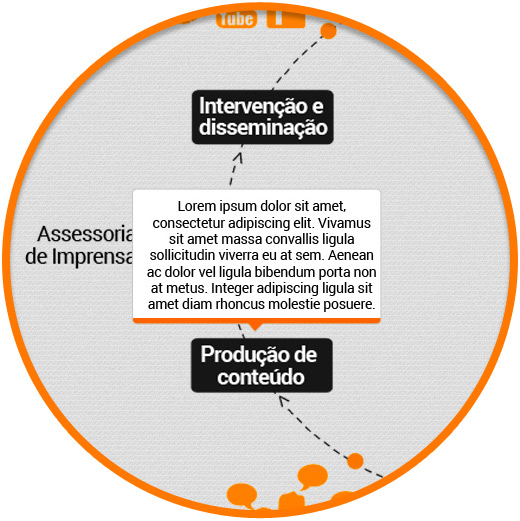 Tube
Intervenção e
disseminação
Assessoria
de Imprensa
Lorem ipsum dolor sit amet,
consectetur adipiscing elit. Vivamus
sit amet massa convallis ligula
sollicitudin viverra eu at sem. Aenean
ac dolor vel ligula bibendum porta non
at metus. Integer adipiscing ligula sit
amet diam rhoncus molestie posuere.
Produção de
conteúdo